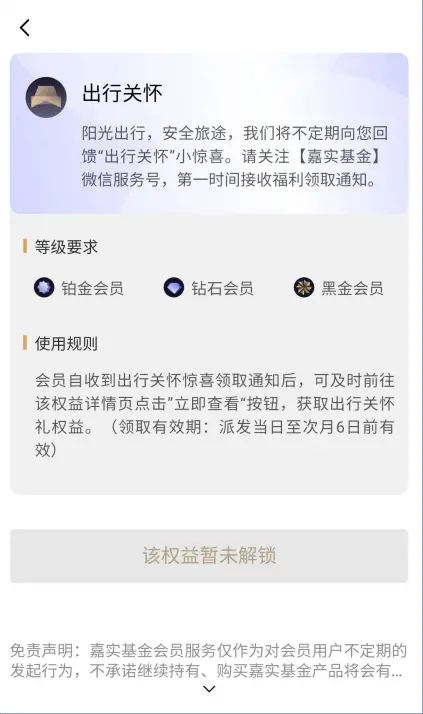 出行关怀
阳光出行，安全旅途，我们将不定期向您回
馈“出行关怀”小惊喜。请关注【嘉实基金】
微信服务号，第一时间接收福利领取通知。
等级要求
铂金会员 钻石会员 黑金会员
使用规则
会员自收到出行关怀惊喜领取通知后，可及时前往
该权益详情页点击”立即查看“按钮，获取出行关怀
礼权益。（领取有效期：派发当日至次月6日前有
效）
该权益暂未解锁
免责声明：嘉实基金会员服务仅作为对会员用户不定期的
发起行为，不承诺继续持有、购买嘉实基金产品将会有...